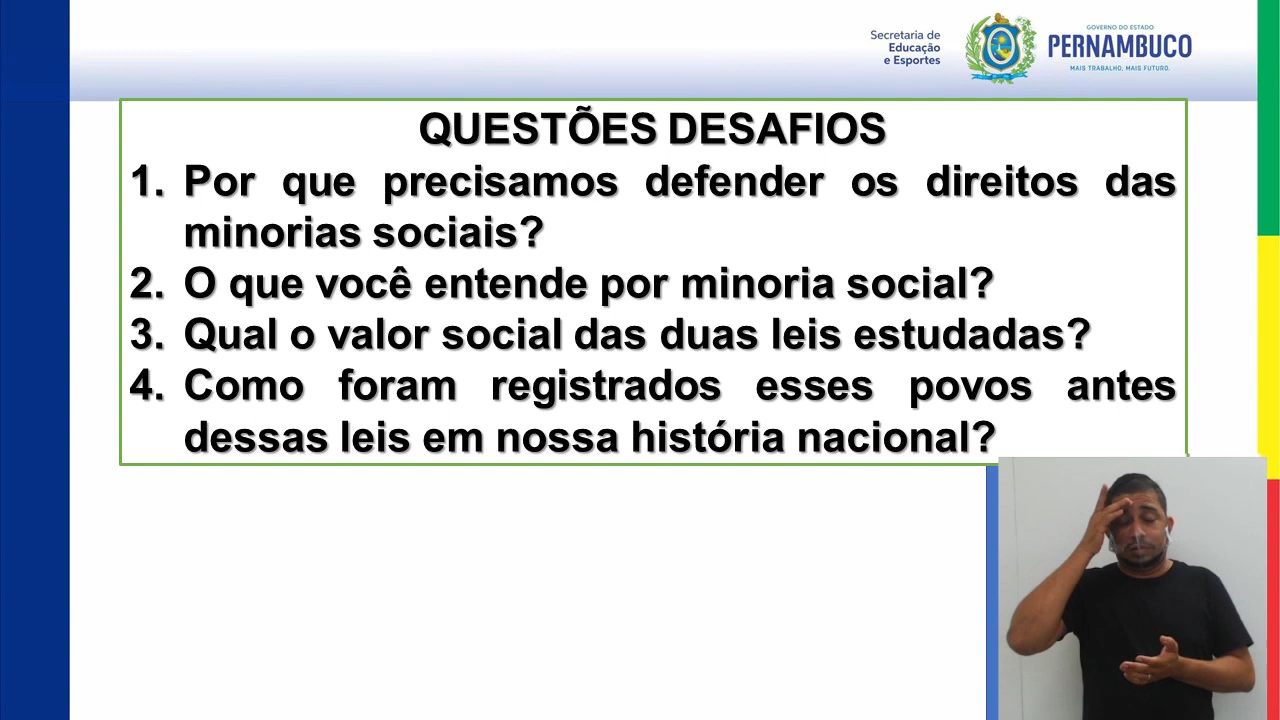 Secretaria de
Educação
e Esportes
GOVERNO DO ESTADO
PERNAMBUCO
MAIS TRABALHO, MAIS FUTURO.
QUESTÕES DESAFIOS
1. Por que precisamos defender os direitos das
minorias sociais?
2. O que você entende por minoria social?
3. Qual o valor social das duas leis estudadas?
4. Como foram registrados esses povos antes
dessas leis em nossa história nacional?